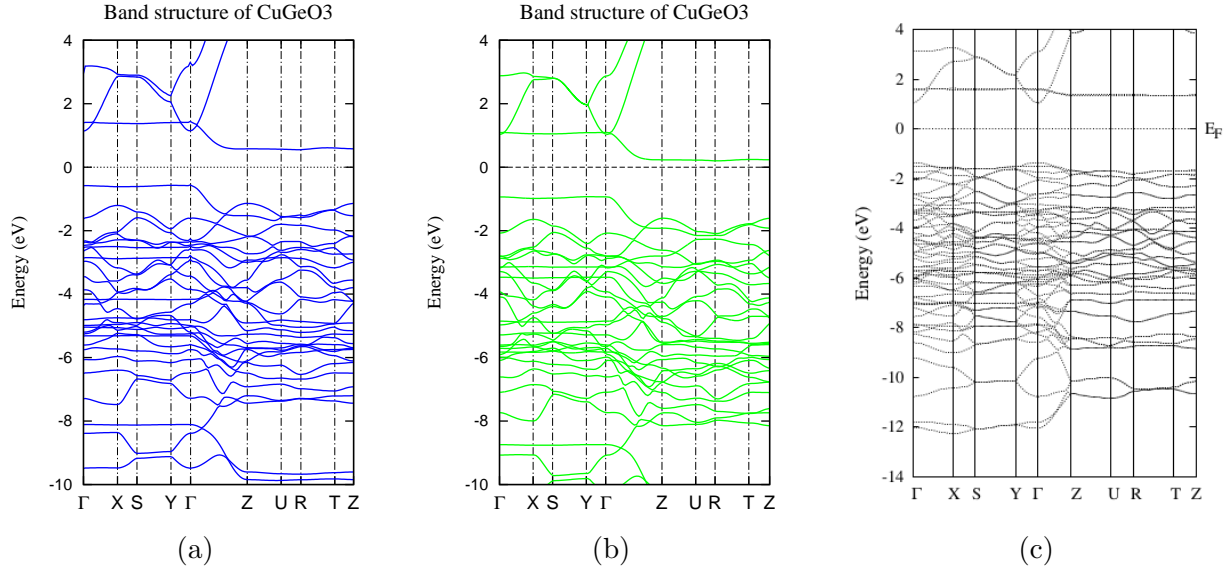 Band structure of CuGeO3
Energy (eV)
4
2
0
-2
-4
-6
-8
-10
Γ X S Y Γ Z U R T Z
(a)
Band structure of CuGeO3
Energy (eV)
4
2
0
-2
-4
-6
-8
-10
Γ X S Y Γ Z U R T Z
(b)
Energy (eV)
4
2
0
-2
-4
-6
-8
-10
-12
-14
E_F
Γ X S Y Γ Z U R T Z
(c)